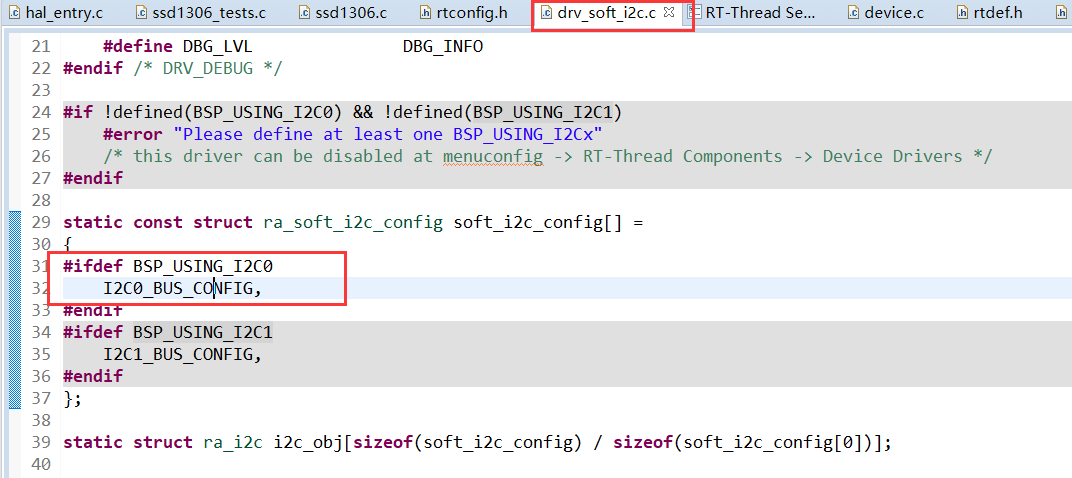 hal_entry.c ssd1306_tests.c ssd1306.c rtconfig.h drv_soft_i2c.c RT-Thread Se... device.c rtdef.h
21 #define DBG_LVL DBG_INFO
22 #endif /* DRV_DEBUG */
23
24 #if !defined(BSP_USING_I2C0) && !defined(BSP_USING_I2C1)
25 #error "Please define at least one BSP_USING_I2Cx"
26 /* this driver can be disabled at menuconfig -> RT-Thread Components -> Device Drivers */
27 #endif
28
29 static const struct ra_soft_i2c_config soft_i2c_config[] =
30 {
31 #ifdef BSP_USING_I2C0
32 I2C0_BUS_CONFIG,
33 #endif
34 #ifdef BSP_USING_I2C1
35 I2C1_BUS_CONFIG,
36 #endif
37 };
38
39 static struct ra_i2c i2c_obj[sizeof(soft_i2c_config) / sizeof(soft_i2c_config[0])];
40